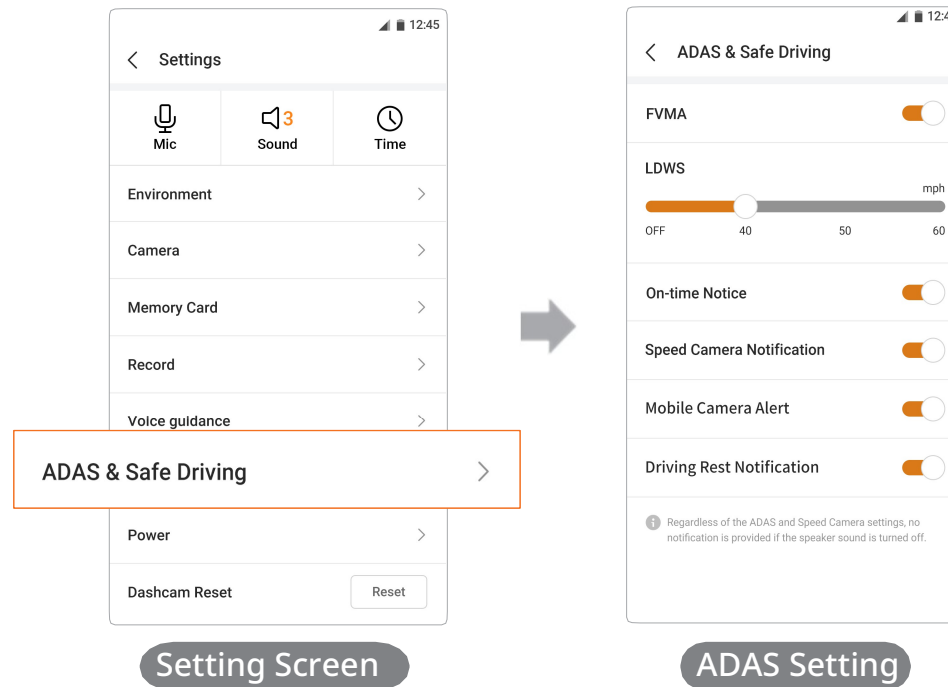 12:45
Settings
3
Mic Sound Time
Environment
Camera
Memory Card
Record
Voice guidance
ADAS & Safe Driving
Power
Dashcam Reset Reset
Setting Screen
12:4
ADAS & Safe Driving
FVMA
LDWS
mph
OFF 40 50 60
On-time Notice
Speed Camera Notification
Mobile Camera Alert
Driving Rest Notification
Regardless of the ADAS and Speed Camera settings, no
notification is provided if the speaker sound is turned off.
ADAS Setting